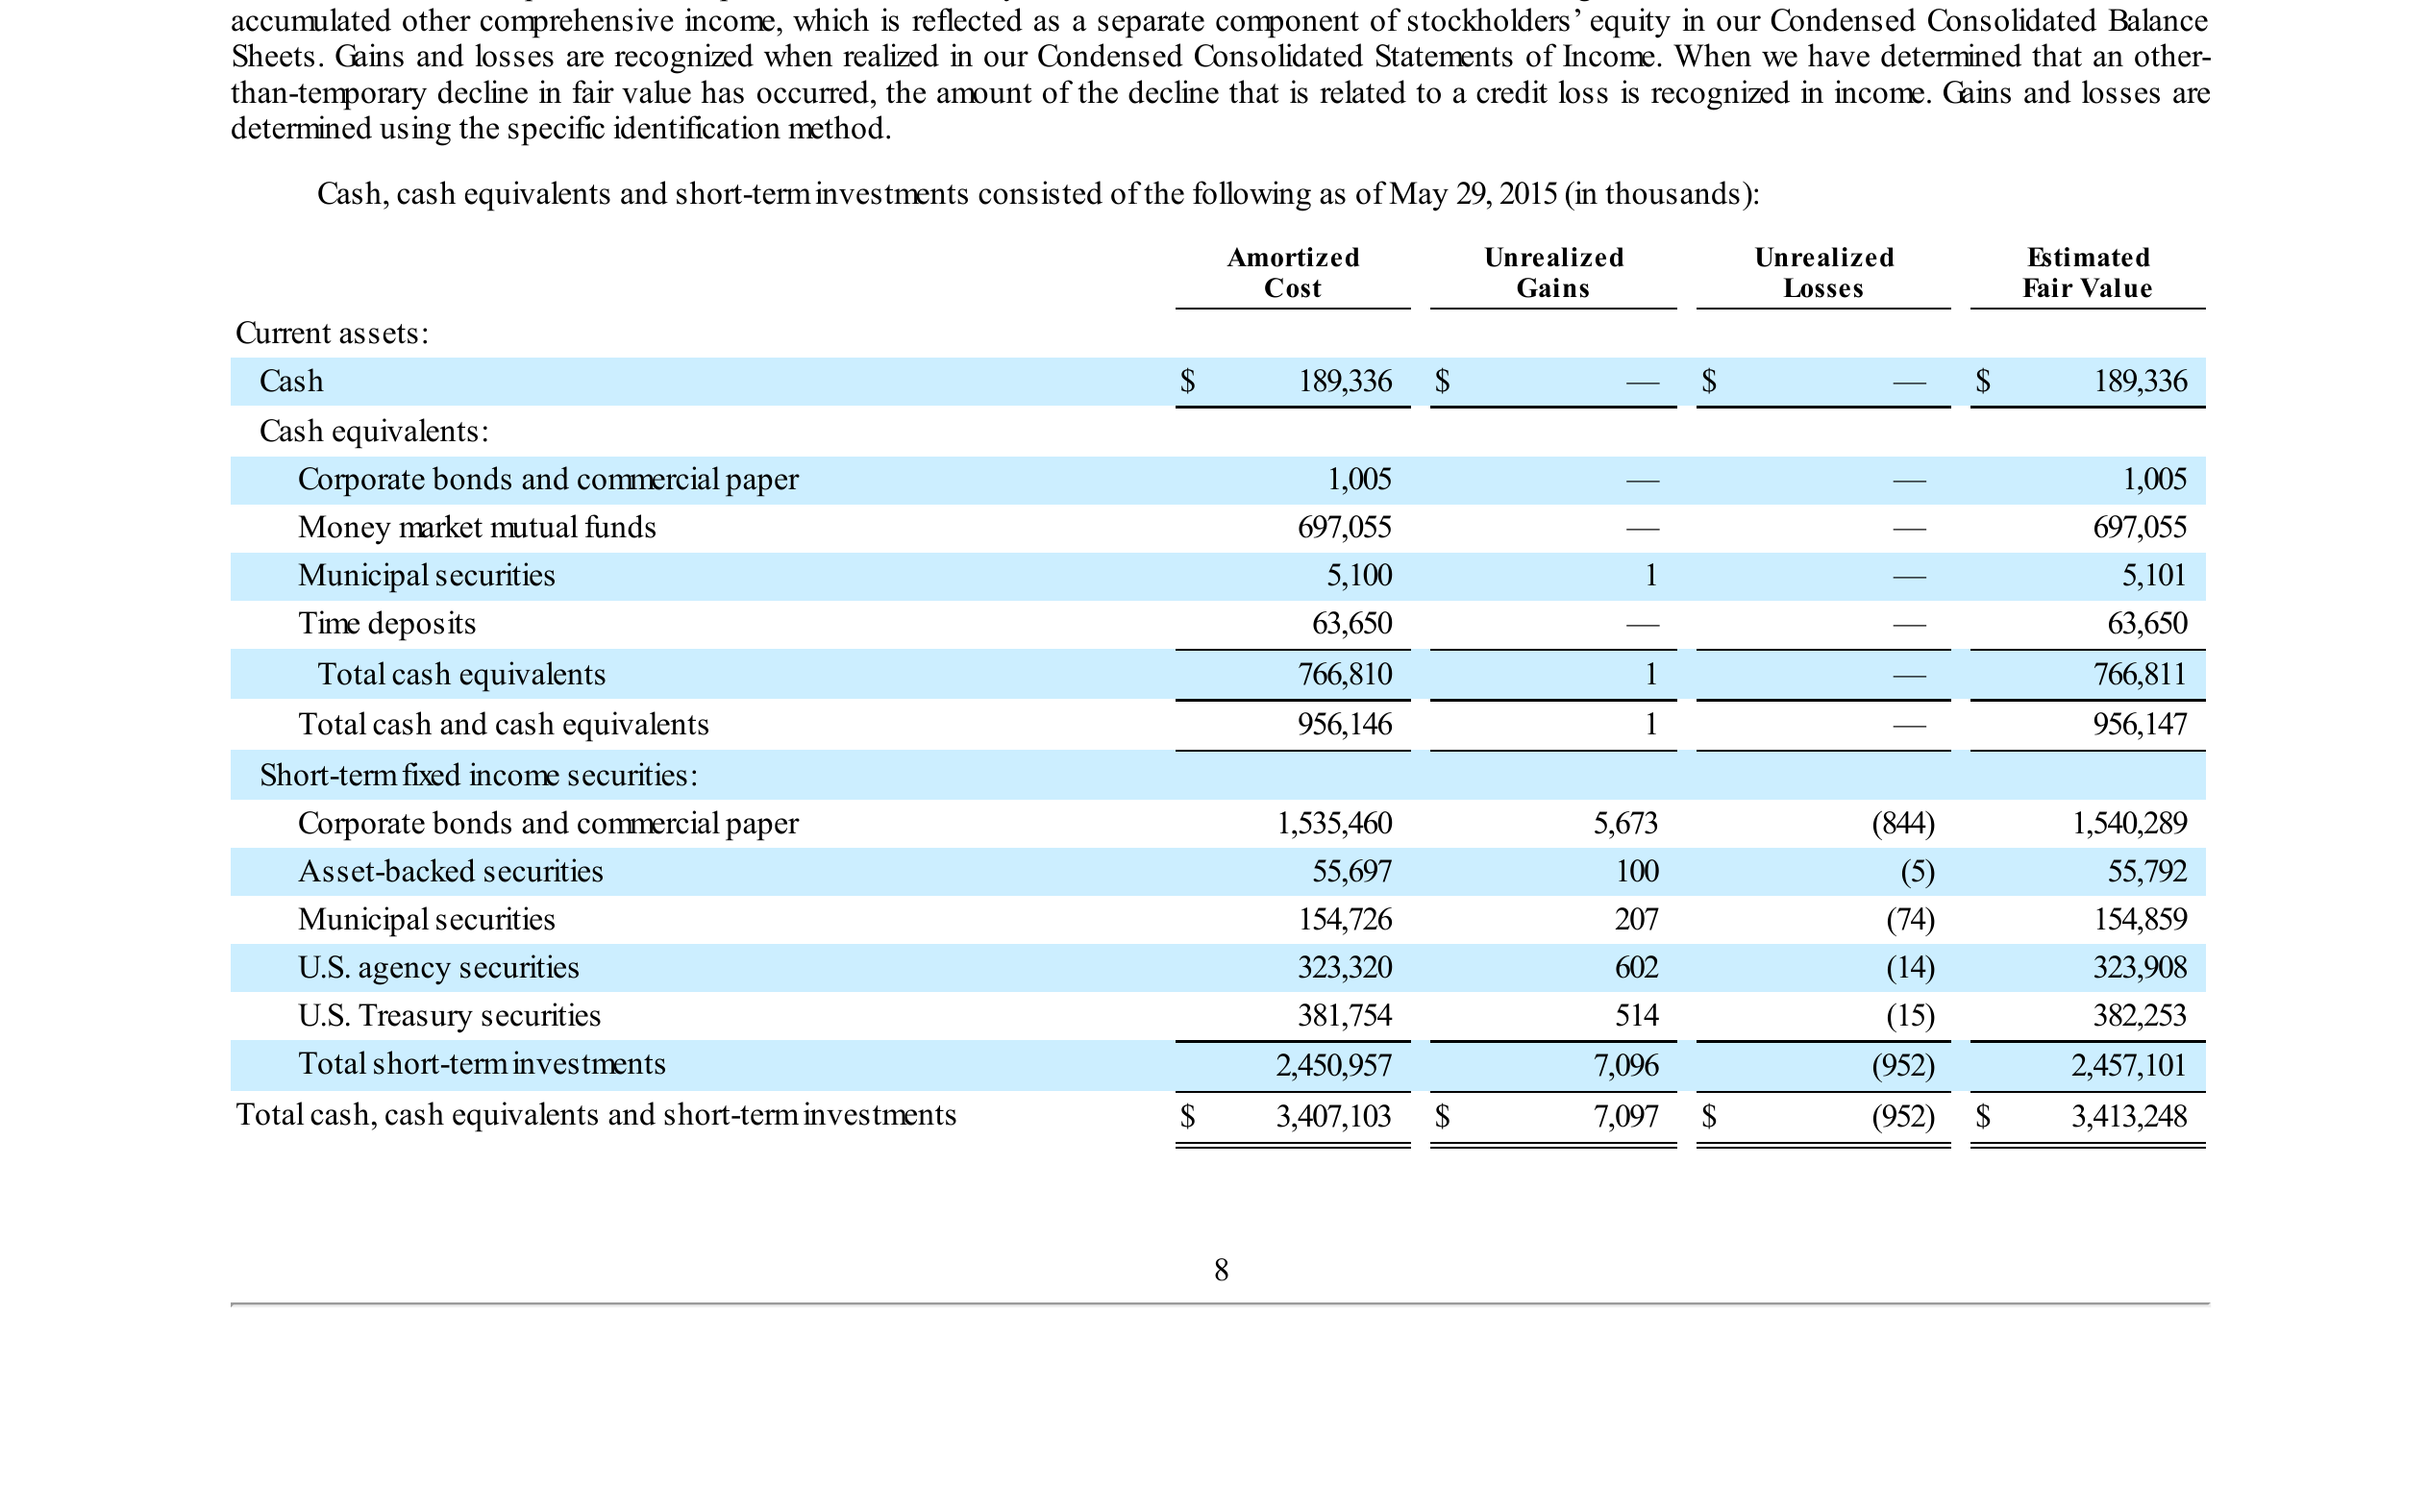 accumulated other comprehensive income, which is reflected as a separate component of stockholders’ equity in our Condensed Consolidated Balance
Sheets. Gains and losses are recognized when realized in our Condensed Consolidated Statements of Income. When we have determined that an other-
than-temporary decline in fair value has occurred, the amount of the decline that is related to a credit loss is recognized in income. Gains and losses are
determined using the specific identification method.
Cash, cash equivalents and short-term investments consisted of the following as of May 29, 2015 (in thousands):
Amortized Unrealized Unrealized Estimated
Cost Gains Losses Fair Value
Current assets:
Cash $ 189,336 $ — $ — $ 189,336
Cash equivalents:
Corporate bonds and commercial paper 1,005 — — 1,005
Money market mutual funds 697,055 — — 697,055
Municipal securities 5,100 1 — 5,101
Time deposits 63,650 — — 63,650
Total cash equivalents 766,810 1 — 766,811
Total cash and cash equivalents 956,146 1 — 956,147
Short-term fixed income securities:
Corporate bonds and commercial paper 1,535,460 5,673 (844) 1,540,289
Asset-backed securities 55,697 100 (5) 55,792
Municipal securities 154,726 207 (74) 154,859
U.S. agency securities 323,320 602 (14) 323,908
U.S. Treasury securities 381,754 514 (15) 382,253
Total short-term investments 2,450,957 7,096 (952) 2,457,101
Total cash, cash equivalents and short-term investments $ 3,407,103 $ 7,097 $ (952) $ 3,413,248
8